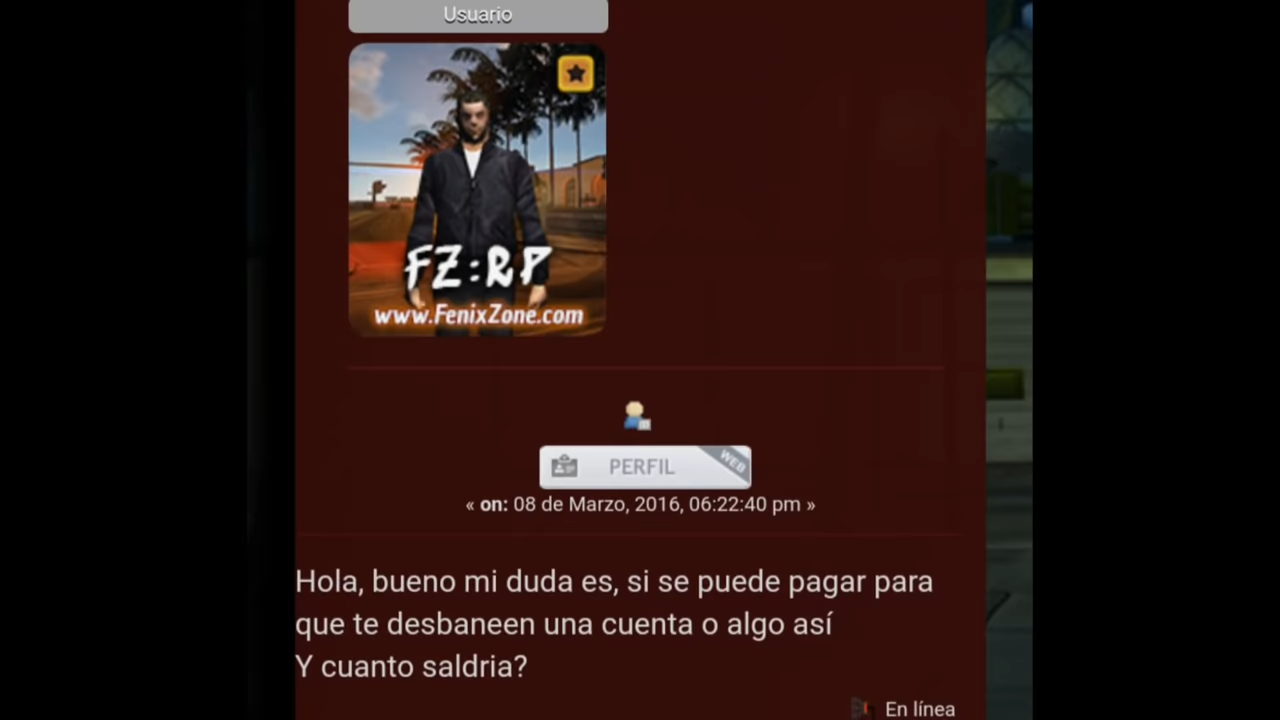 Usuario
FZ:RP
www.FenixZone.com
PERFIL
WEB
« on: 08 de Marzo, 2016, 06:22:40 pm »
Hola, bueno mi duda es, si se puede pagar para
que te desbaneen una cuenta o algo así
Y cuanto saldria?
En línea